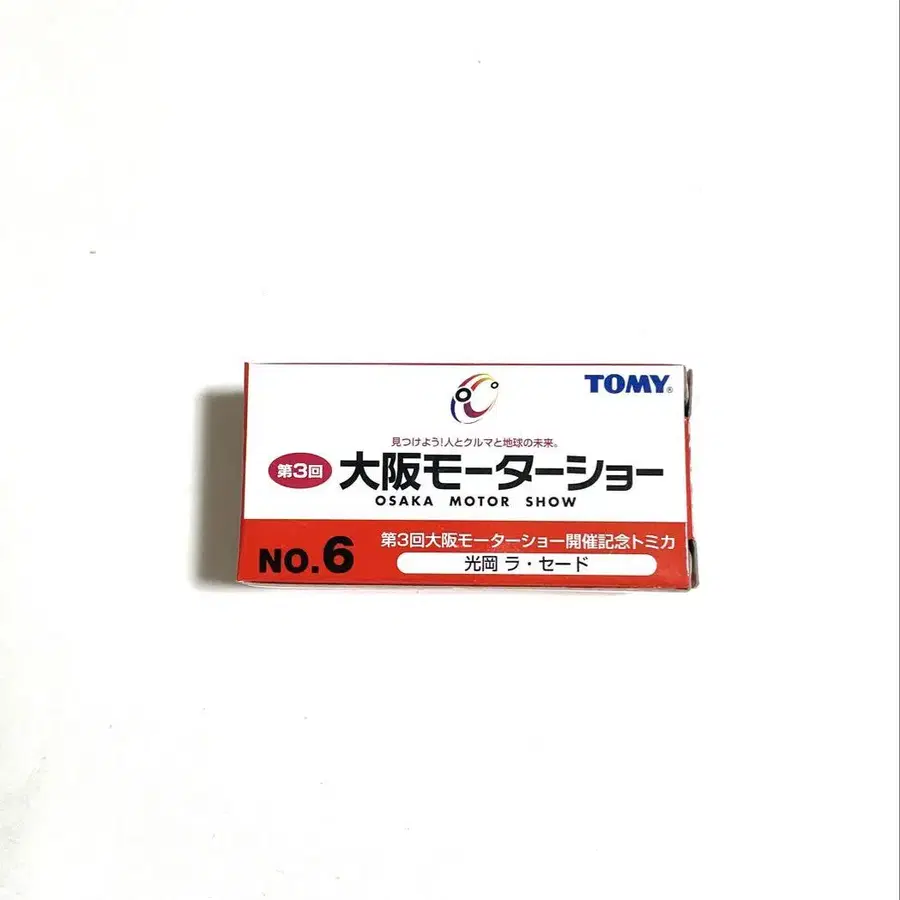 TOMY®
見つけよう!人とクルマと地球の未来。
第3回
大阪モーターショー
OSAKA MOTOR SHOW
NO.6
第3回大阪モーターショー開催記念トミカ
光岡 ラ・セード